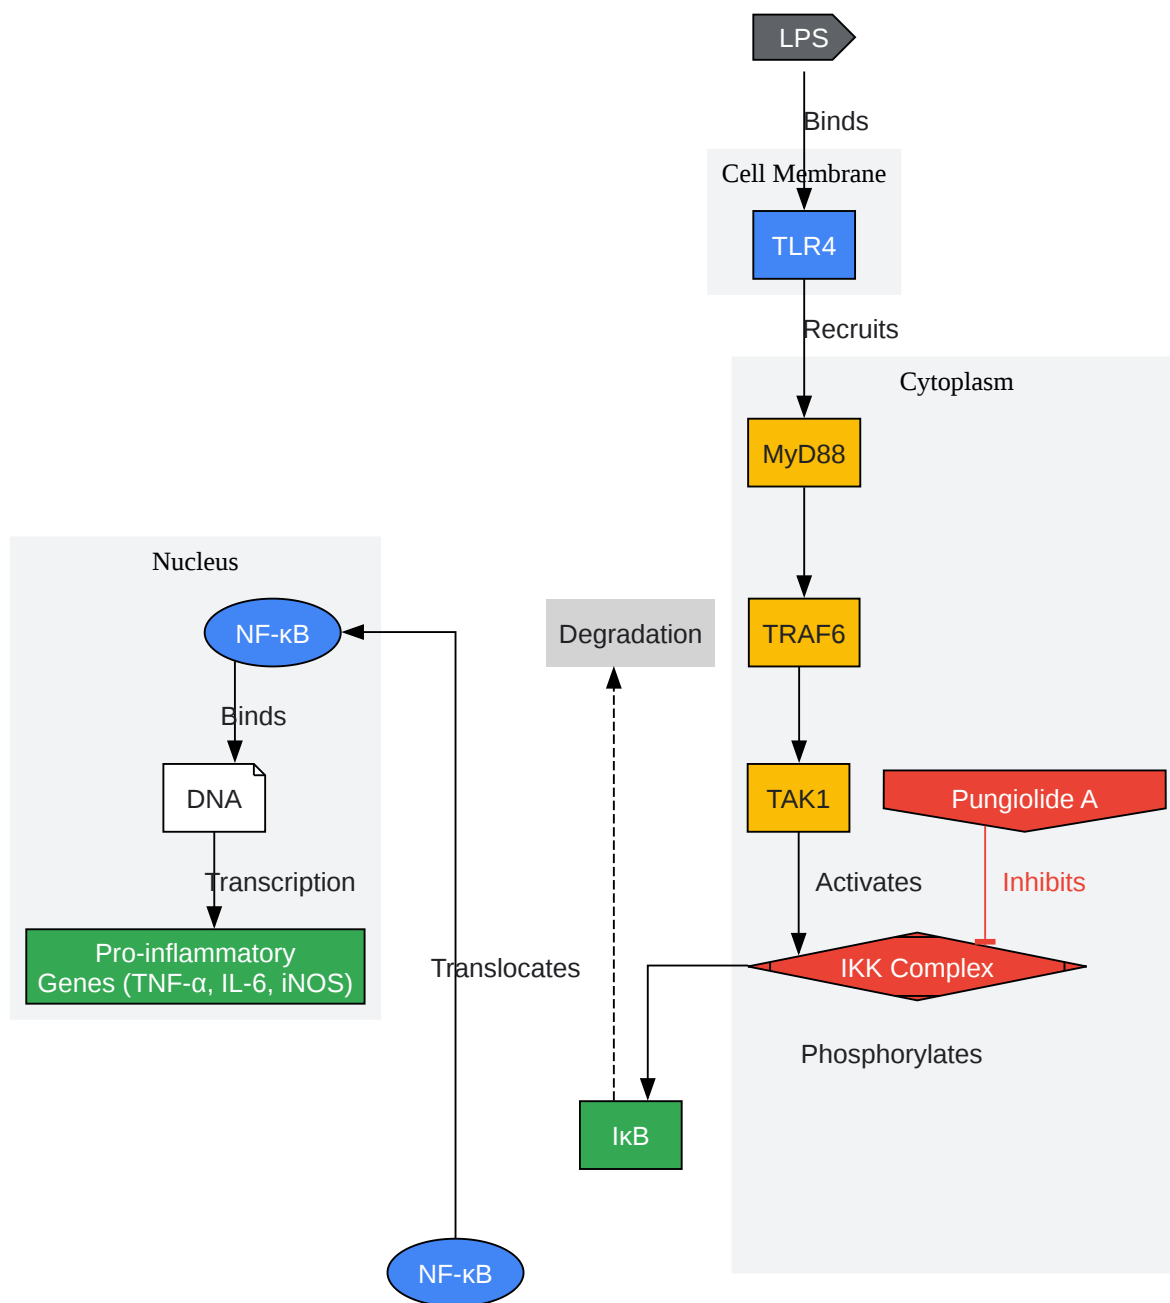 LPS
Binds
Cell Membrane
TLR4
Recruits
Cytoplasm
MyD88
Nucleus
NF-κB
Degradation
TRAF6
Binds
DNA
TAK1
Pungiolide A
Transcription
Activates
Inhibits
Pro-inflammatory
Genes (TNF-α, IL-6, iNOS)
Translocates
IKK Complex
Phosphorylates
IκB
NF-κB